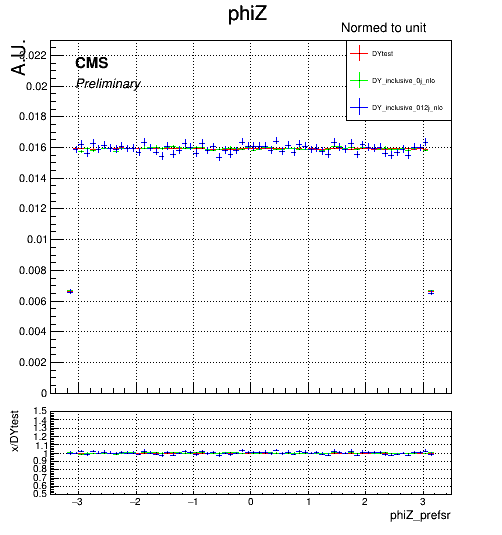 phiZ
Normed to unit
A.U.
CMS
Preliminary
DYtest
DY_inclusive_0j_nlo
DY_inclusive_012j_nlo
0.022
0.02
0.018
0.016
0.014
0.012
0.01
0.008
0.006
0.004
0.002
0
x/DYtest
1.5
1.4
1.3
1.2
1.1
1
0.9
0.8
0.7
0.6
0.5
−3 −2 −1 0 1 2 3
phiZ_prefsr